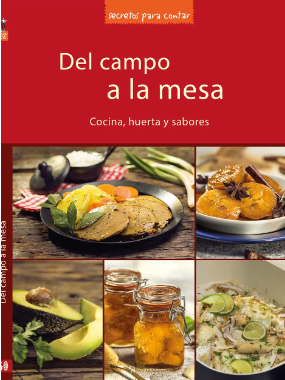 secretos para contar
Del campo
a la mesa
Cocina, huerta y sabores
Del campo a la mesa